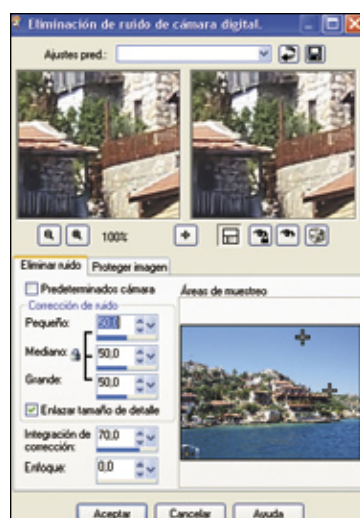 Eliminación de ruido de cámara digital.
Ajustes pred.:
100%
Eliminar ruido
Proteger imagen
Predeterminados cámara
Áreas de muestreo
Corrección de ruido
Pequeño: 50,0
Mediano: 50,0
Grande: 50,0
Enlazar tamaño de detalle
Integración de corrección: 70,0
Enfoque: 0,0
Aceptar
Cancelar
Ayuda